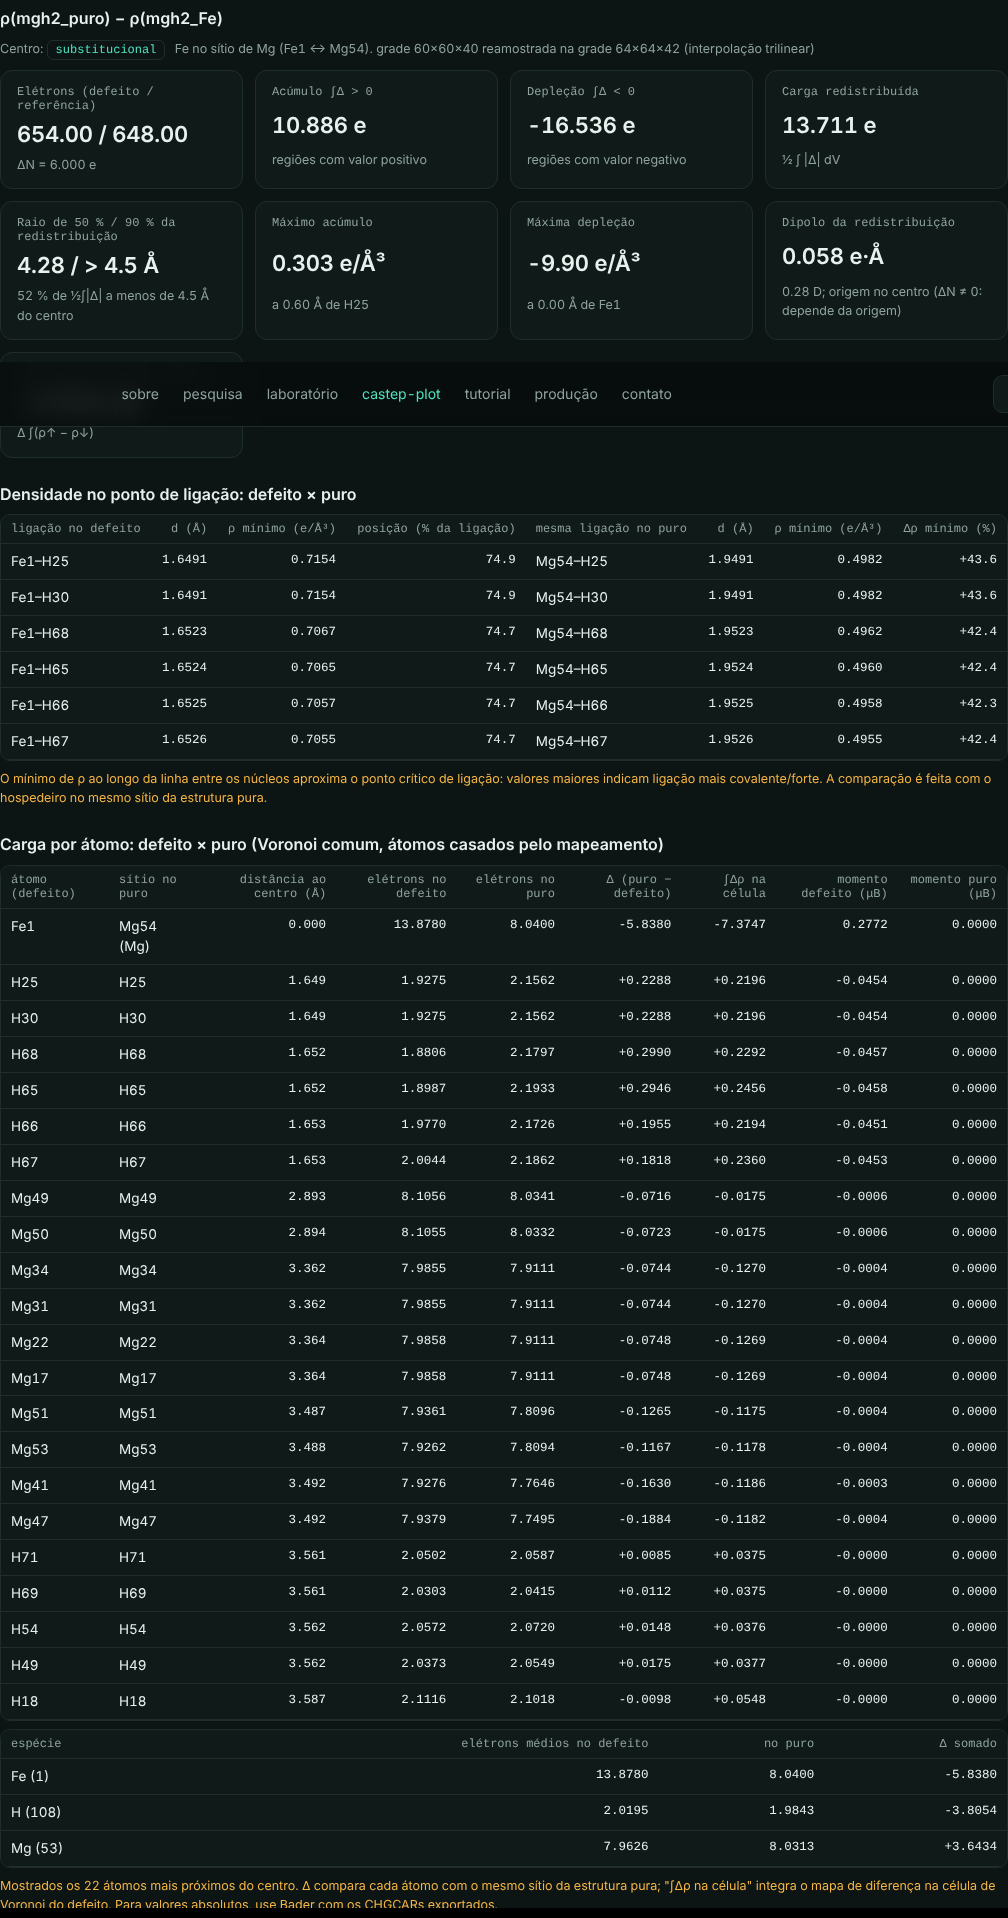 ρ(mgh2_puro) − ρ(mgh2_Fe)
Centro: substitucional Fe no sítio de Mg (Fe1 ↔ Mg54). grade 60×60×40 reamostrada na grade 64×64×42 (interpolação trilinear)
Elétrons (defeito /
referência)
654.00 / 648.00
ΔN = 6.000 e
Acúmulo ∫Δ > 0
10.886 e
regiões com valor positivo
Depleção ∫Δ < 0
-16.536 e
regiões com valor negativo
Carga redistribuída
13.711 e
½ ∫ |Δ| dV
Raio de 50 % / 90 % da
redistribuição
4.28 / > 4.5 Å
52 % de ½∫|Δ| a menos de 4.5 Å
do centro
Máximo acúmulo
0.303 e/Å³
a 0.60 Å de H25
Máxima depleção
-9.90 e/Å³
a 0.00 Å de Fe1
Dipolo da redistribuição
0.058 e·Å
0.28 D; origem no centro (ΔN ≠ 0:
depende da origem)
sobre pesquisa laboratório castep-plot tutorial produção contato
Δ ∫(ρ↑ − ρ↓)
Densidade no ponto de ligação: defeito × puro
ligação no defeito d (Å) ρ mínimo (e/Å³) posição (% da ligação) mesma ligação no puro d (Å) ρ mínimo (e/Å³) Δρ mínimo (%)
Fe1–H25 1.6491 0.7154 74.9 Mg54–H25 1.9491 0.4982 +43.6
Fe1–H30 1.6491 0.7154 74.9 Mg54–H30 1.9491 0.4982 +43.6
Fe1–H68 1.6523 0.7067 74.7 Mg54–H68 1.9523 0.4962 +42.4
Fe1–H65 1.6524 0.7065 74.7 Mg54–H65 1.9524 0.4960 +42.4
Fe1–H66 1.6525 0.7057 74.7 Mg54–H66 1.9525 0.4958 +42.3
Fe1–H67 1.6526 0.7055 74.7 Mg54–H67 1.9526 0.4955 +42.4
O mínimo de ρ ao longo da linha entre os núcleos aproxima o ponto crítico de ligação: valores maiores indicam ligação mais covalente/forte. A comparação é feita com o
hospedeiro no mesmo sítio da estrutura pura.
Carga por átomo: defeito × puro (Voronoi comum, átomos casados pelo mapeamento)
átomo sítio no distância ao elétrons no elétrons no Δ (puro − ∫Δρ na momento momento puro
(defeito) puro centro (Å) defeito puro defeito) célula defeito (μB) (μB)
Fe1 Mg54 0.000 13.8780 8.0400 -5.8380 -7.3747 0.2772 0.0000
(Mg)
H25 H25 1.649 1.9275 2.1562 +0.2288 +0.2196 -0.0454 0.0000
H30 H30 1.649 1.9275 2.1562 +0.2288 +0.2196 -0.0454 0.0000
H68 H68 1.652 1.8806 2.1797 +0.2990 +0.2292 -0.0457 0.0000
H65 H65 1.652 1.8987 2.1933 +0.2946 +0.2456 -0.0458 0.0000
H66 H66 1.653 1.9770 2.1726 +0.1955 +0.2194 -0.0451 0.0000
H67 H67 1.653 2.0044 2.1862 +0.1818 +0.2360 -0.0453 0.0000
Mg49 Mg49 2.893 8.1056 8.0341 -0.0716 -0.0175 -0.0006 0.0000
Mg50 Mg50 2.894 8.1055 8.0332 -0.0723 -0.0175 -0.0006 0.0000
Mg34 Mg34 3.362 7.9855 7.9111 -0.0744 -0.1270 -0.0004 0.0000
Mg31 Mg31 3.362 7.9855 7.9111 -0.0744 -0.1270 -0.0004 0.0000
Mg22 Mg22 3.364 7.9858 7.9111 -0.0748 -0.1269 -0.0004 0.0000
Mg17 Mg17 3.364 7.9858 7.9111 -0.0748 -0.1269 -0.0004 0.0000
Mg51 Mg51 3.487 7.9361 7.8096 -0.1265 -0.1175 -0.0004 0.0000
Mg53 Mg53 3.488 7.9262 7.8094 -0.1167 -0.1178 -0.0004 0.0000
Mg41 Mg41 3.492 7.9276 7.7646 -0.1630 -0.1186 -0.0003 0.0000
Mg47 Mg47 3.492 7.9379 7.7495 -0.1884 -0.1182 -0.0004 0.0000
H71 H71 3.561 2.0502 2.0587 +0.0085 +0.0375 -0.0000 0.0000
H69 H69 3.561 2.0303 2.0415 +0.0112 +0.0375 -0.0000 0.0000
H54 H54 3.562 2.0572 2.0720 +0.0148 +0.0376 -0.0000 0.0000
H49 H49 3.562 2.0373 2.0549 +0.0175 +0.0377 -0.0000 0.0000
H18 H18 3.587 2.1116 2.1018 -0.0098 +0.0548 -0.0000 0.0000
espécie elétrons médios no defeito no puro Δ somado
Fe (1) 13.8780 8.0400 -5.8380
H (108) 2.0195 1.9843 -3.8054
Mg (53) 7.9626 8.0313 +3.6434
Mostrados os 22 átomos mais próximos do centro. Δ compara cada átomo com o mesmo sítio da estrutura pura; "∫Δρ na célula" integra o mapa de diferença na célula de
Voronoi do defeito. Para valores absolutos, use Bader com os CHGCARs exportados.